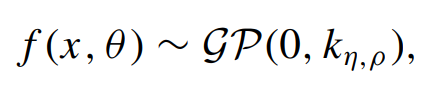 f(x, θ) ∼ 𝒢𝒫(0, k_{η,ρ}),